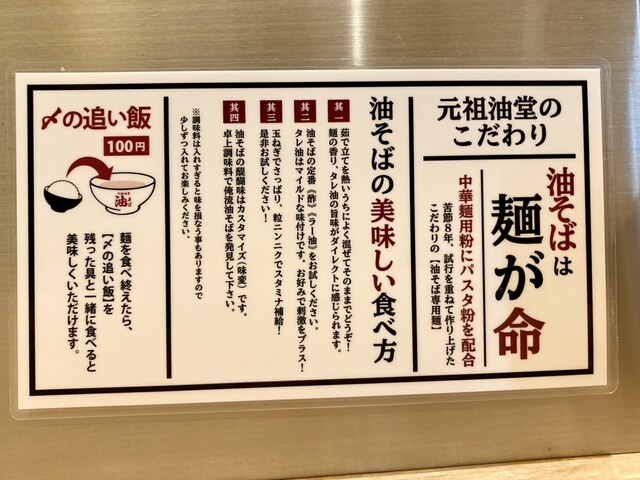 元祖油堂の
こだわり
油そばは
麺が命
中華麺用粉にパスタ粉を配合
苦節8年、試行を重ねて作り上げた
こだわりの【油そば専用麺】
油そばの美味しい食べ方
其一
茹で立てを熱いうちによく混ぜてそのままでどうぞ!
麺の香り、タレ油の旨味がダイレクトに感じられます。
其二
油そばの定番《酢》《ラー油》をお試しください。
タレ油はマイルドな味付けです。お好みで刺激をプラス!
其三
玉ねぎでさっぱり、粒ニンニクでスタミナ補給!
是非お試しください!
其四
油そばの醍醐味はカスタマイズ(味変)です。
卓上調味料で俺流油そばを発見して下さい。
※調味料は入れすぎると味を損なう事もありますので
少しずつ入れてお楽しみください。
〆の追い飯
100円
油
麺を食べ終えたら、
【〆の追い飯】を
残った具と一緒に食べると
美味しくいただけます。